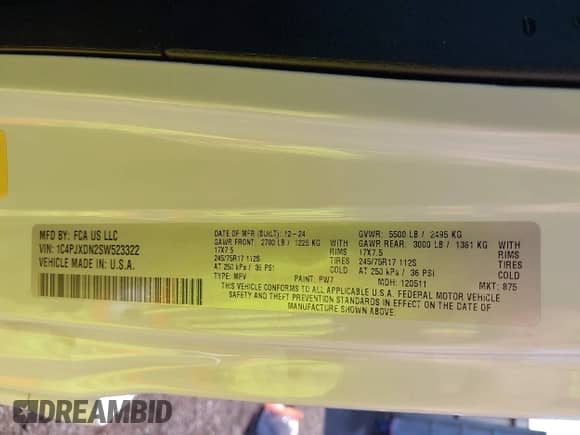 MFD BY: FCA US LLC
VIN: 1C4PJXDN2SW523322
VEHICLE MADE IN: U.S.A.
DATE OF MFR (BUILT): 12-24
GAWR FRONT: 2700 LB / 1225 KG WITH
17X7.5 RIMS
245/75R17 112S TIRES
AT 250 kPa / 36 PSI COLD
TYPE: MPV PAINT: PW7
GVWR: 5500 LB / 2495 KG
GAWR REAR: 3000 LB / 1361 KG WITH
17X7.5 RIMS
245/75R17 112S TIRES
AT 250 kPa / 36 PSI COLD
MDH: 120511 MKT: 875
THIS VEHICLE CONFORMS TO ALL APPLICABLE U.S.A. FEDERAL MOTOR VEHICLE
SAFETY AND THEFT PREVENTION STANDARDS IN EFFECT ON THE DATE OF
MANUFACTURE SHOWN ABOVE:
DREAMBID